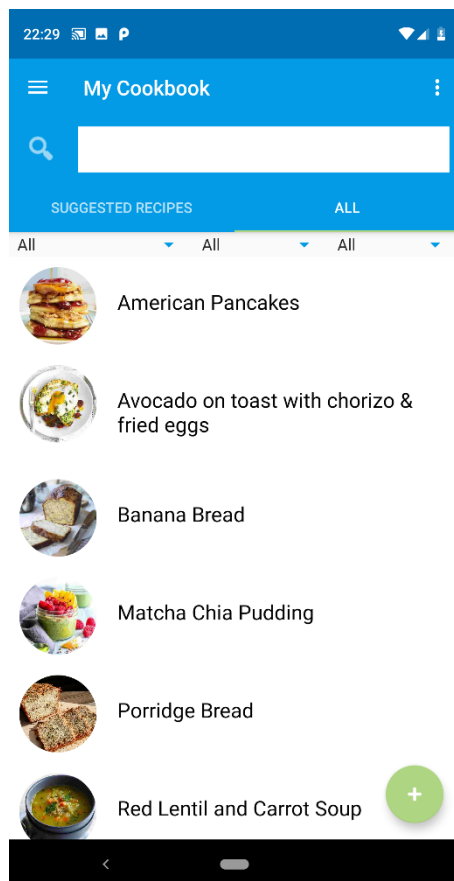 22:29
My Cookbook
SUGGESTED RECIPES ALL
All All All
American Pancakes
Avocado on toast with chorizo &
fried eggs
Banana Bread
Matcha Chia Pudding
Porridge Bread
Red Lentil and Carrot Soup